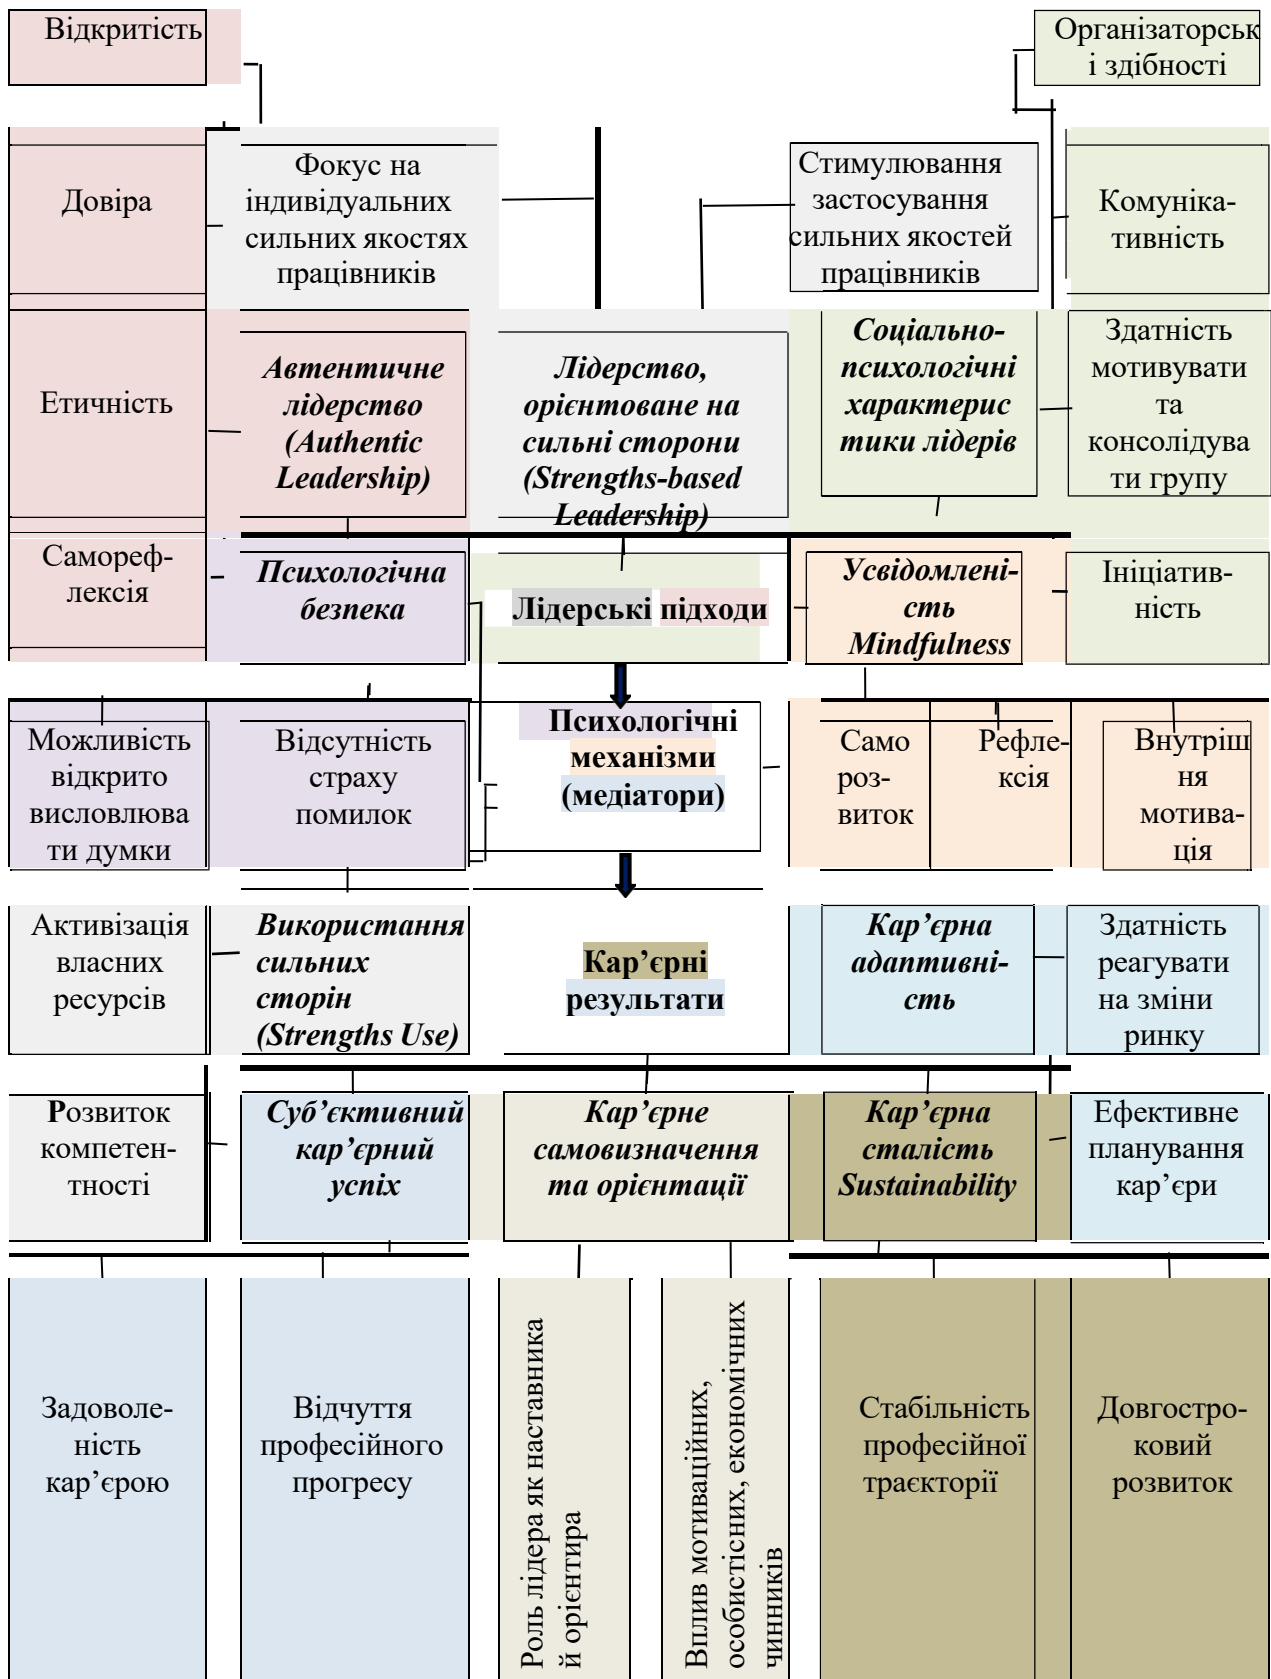 Відкритість
Організаторськ
і здібності
Довіра
Фокус на
індивідуальних
сильних якостях
працівників
Стимулювання
застосування
сильних якостей
працівників
Комуніка-
тивність
Етичність
Автентичне
лідерство
(Authentic
Leadership)
Лідерство,
орієнтоване на
сильні сторони
(Strengths-based
Leadership)
Соціально-
психологічні
характерис
тики лідерів
Здатність
мотивувати
та
консолідува
ти групу
Самореф-
лексія
Психологічна
безпека
Лідерські підходи
Усвідомлені-
сть
Mindfulness
Ініціатив-
ність
Можливість
відкрито
висловлюва
ти думки
Відсутність
страху
помилок
Психологічні
механізми
(медіатори)
Само
роз-
виток
Рефле-
ксія
Внутріш
ня
мотива-
ція
Активізація
власних
ресурсів
Використання
сильних
сторін
(Strengths Use)
Кар’єрні
результати
Кар’єрна
адаптивні-
сть
Здатність
реагувати
на зміни
ринку
Розвиток
компетен-
тності
Суб’єктивний
кар’єрний
успіх
Кар’єрне
самовизначення
та орієнтації
Кар’єрна
сталість
Sustainability
Ефективне
планування
кар’єри
Задоволе-
ність
кар’єрою
Відчуття
професійного
прогресу
Роль лідера як наставника
й орієнтира
Вплив мотиваційних,
особистісних, економічних
чинників
Стабільність
професійної
траєкторії
Довгостро-
ковий
розвиток